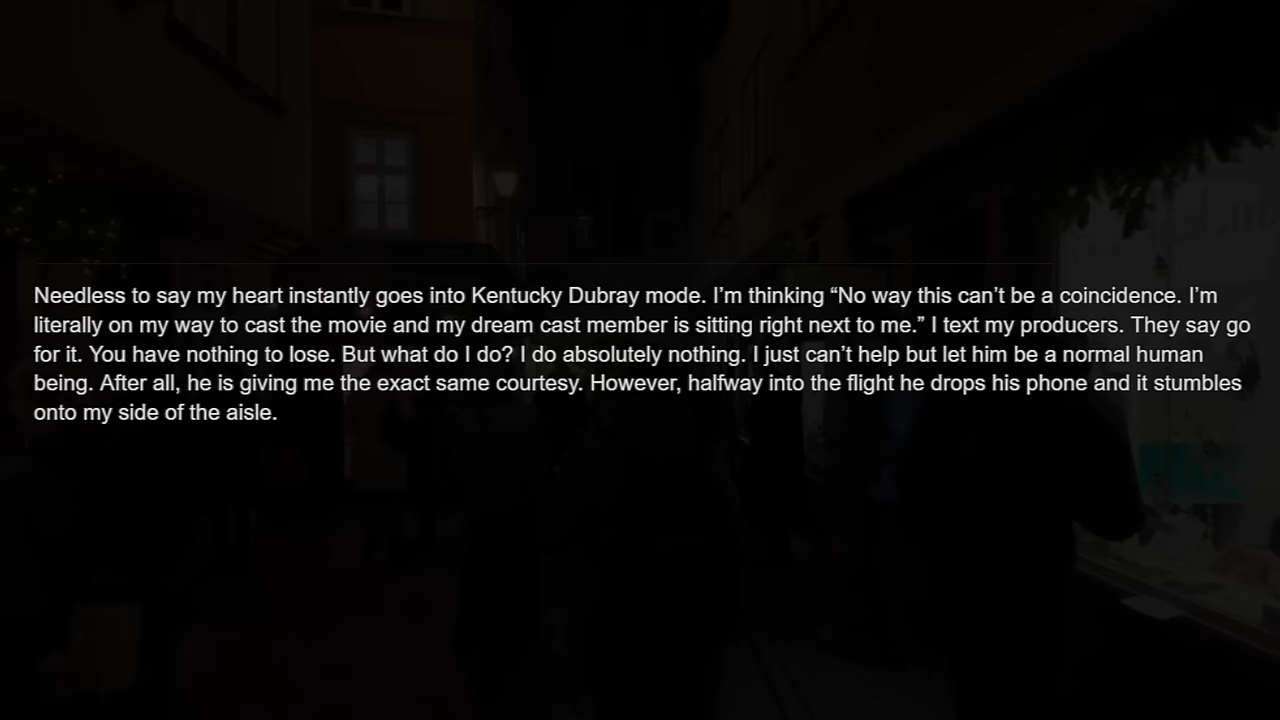 Needless to say my heart instantly goes into Kentucky Dubray mode. I’m thinking “No way this can’t be a coincidence. I’m
literally on my way to cast the movie and my dream cast member is sitting right next to me.” I text my producers. They say go
for it. You have nothing to lose. But what do I do? I do absolutely nothing. I just can’t help but let him be a normal human
being. After all, he is giving me the exact same courtesy. However, halfway into the flight he drops his phone and it stumbles
onto my side of the aisle.